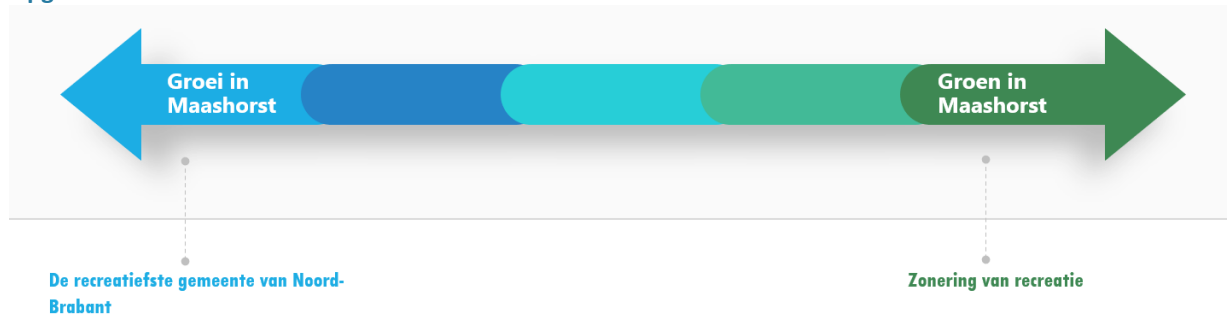 Groei in
Maashorst
Groen in
Maashorst
De recreatiefste gemeente van Noord-
Brabant
Zonering van recreatie